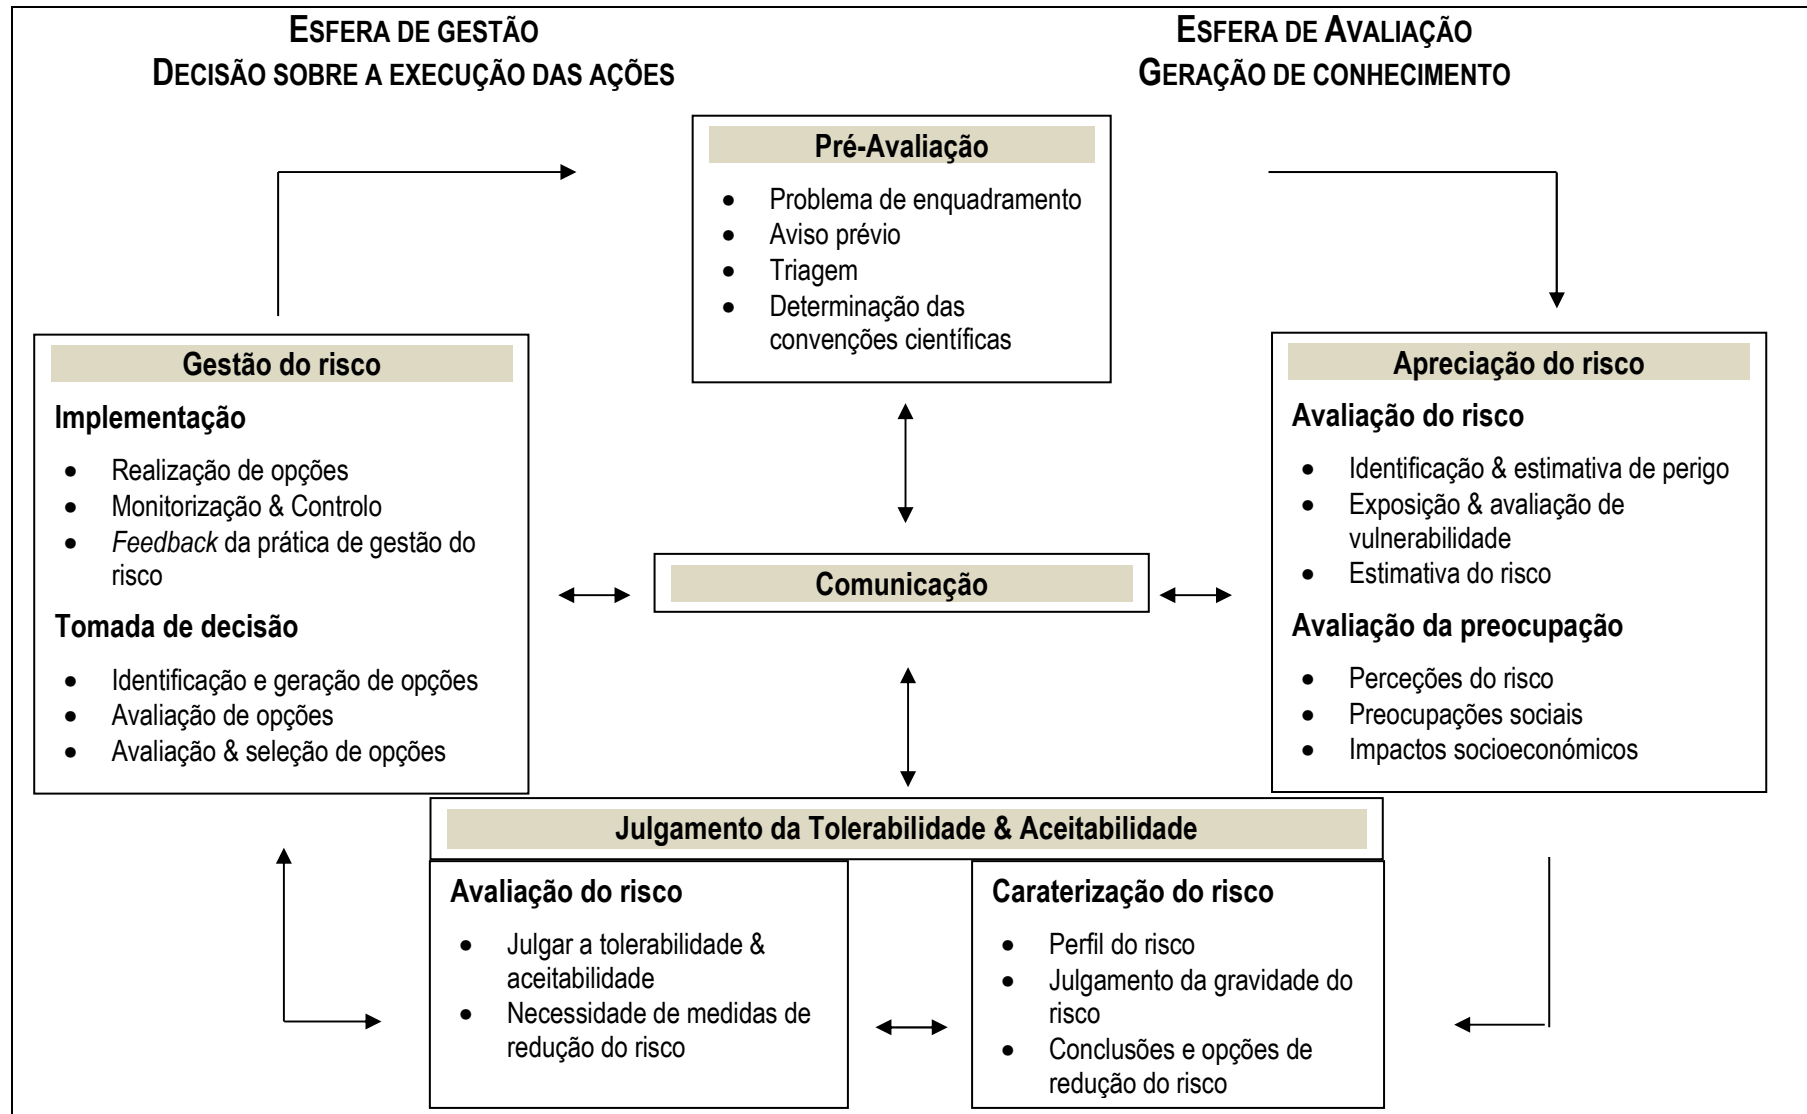 ESFERA DE GESTÃO
DECISÃO SOBRE A EXECUÇÃO DAS AÇÕES
ESFERA DE AVALIAÇÃO
GERAÇÃO DE CONHECIMENTO
Pré-Avaliação
• Problema de enquadramento
• Aviso prévio
• Triagem
• Determinação das
convenções científicas
Gestão do risco
Implementação
• Realização de opções
• Monitorização & Controlo
• Feedback da prática de gestão do
risco
Tomada de decisão
• Identificação e geração de opções
• Avaliação de opções
• Avaliação & seleção de opções
Comunicação
Apreciação do risco
Avaliação do risco
• Identificação & estimativa de perigo
• Exposição & avaliação de
vulnerabilidade
• Estimativa do risco
Avaliação da preocupação
• Perceções do risco
• Preocupações sociais
• Impactos socioeconómicos
Julgamento da Tolerabilidade & Aceitabilidade
Avaliação do risco
• Julgar a tolerabilidade &
aceitabilidade
• Necessidade de medidas de
redução do risco
Caraterização do risco
• Perfil do risco
• Julgamento da gravidade do
risco
• Conclusões e opções de
redução do risco